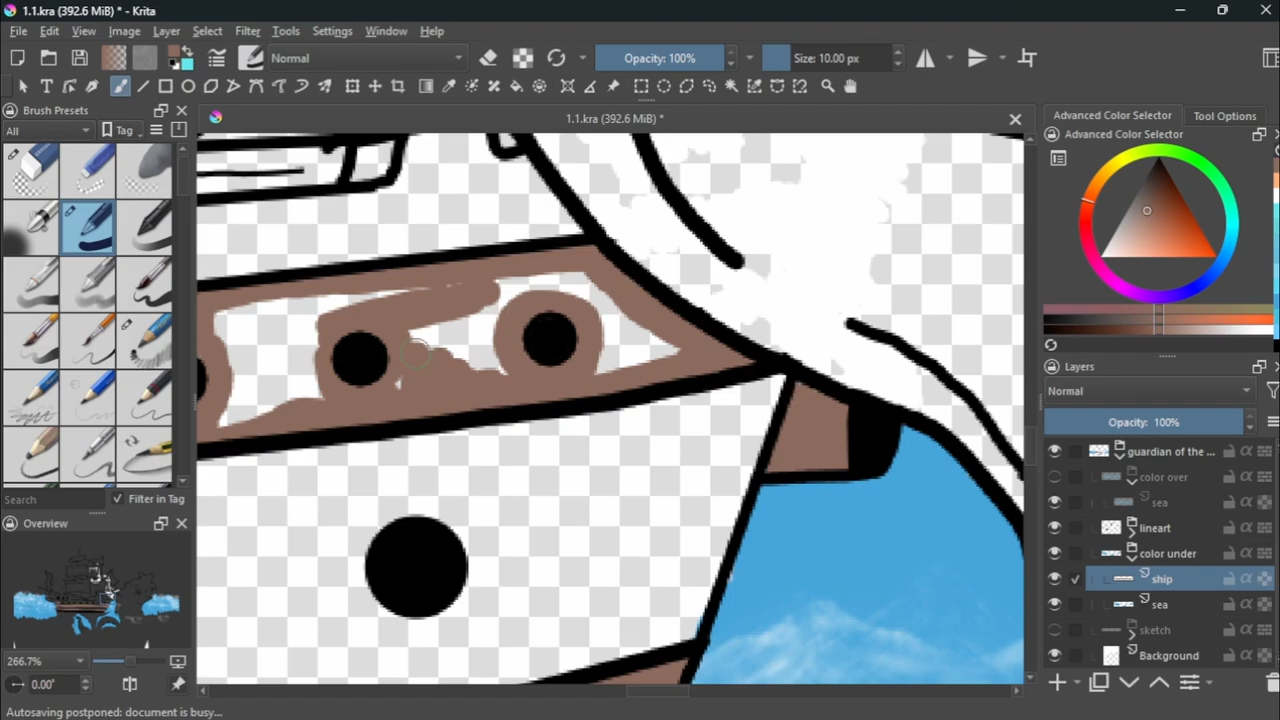 1.1.kra (392.6 MiB) * - Krita
File Edit View Image Layer Select Filter Tools Settings Window Help
Normal Opacity: 100% Size: 10.00 px
Brush Presets
All Tag
Search Filter in Tag
Overview
266.7%
0.00°
Autosaving postponed: document is busy...
1.1.kra (392.6 MiB) *
Advanced Color Selector Tool Options
Advanced Color Selector
Layers
Normal
Opacity: 100%
guardian of the ...
color over
sea
lineart
color under
ship
sea
sketch
Background